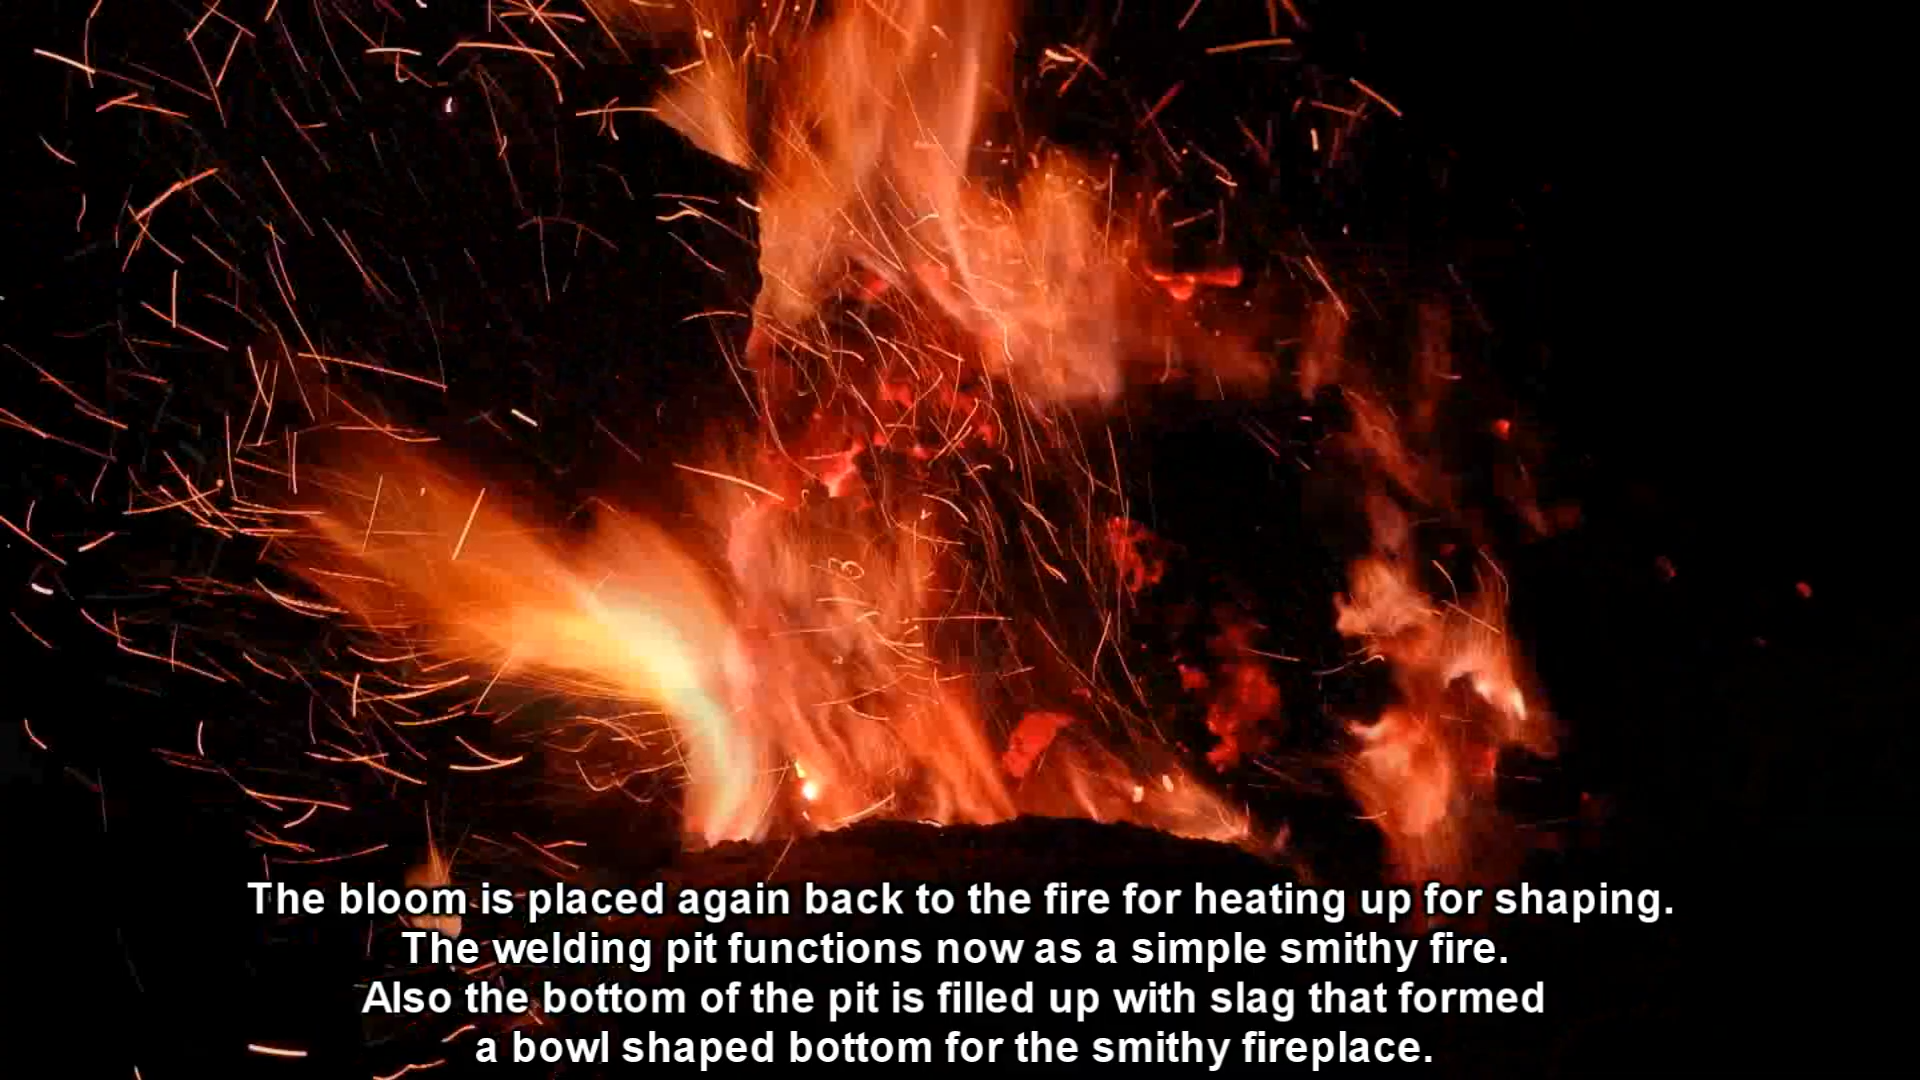 The bloom is placed again back to the fire for heating up for shaping.
The welding pit functions now as a simple smithy fire.
Also the bottom of the pit is filled up with slag that formed
a bowl shaped bottom for the smithy fireplace.